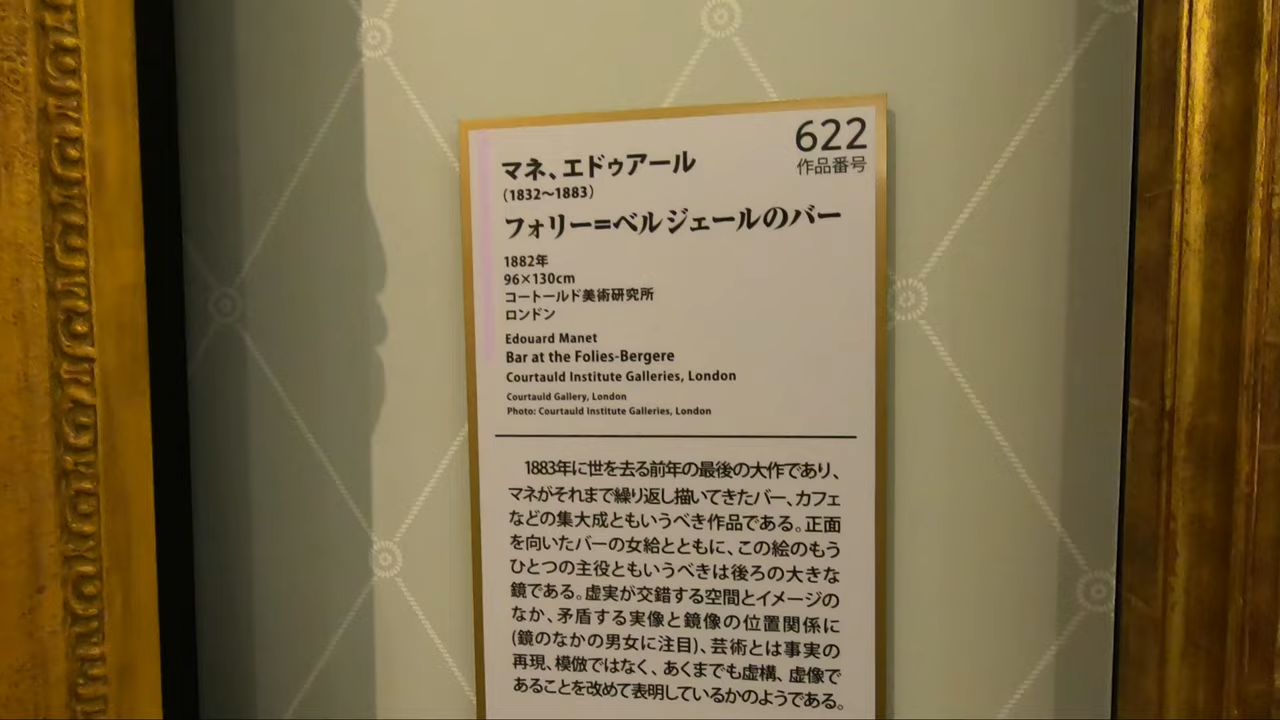 622
作品番号
マネ、エドゥアール
(1832〜1883)
フォリー=ベルジェールのバー
1882年
96×130cm
コートールド美術研究所
ロンドン
Edouard Manet
Bar at the Folies-Bergere
Courtauld Institute Galleries, London
Courtauld Gallery, London
Photo: Courtauld Institute Galleries, London
1883年に世を去る前年の最後の大作であり、
マネがそれまで繰り返し描いてきたバー、カフェ
などの集大成ともいうべき作品である。正面
を向いたバーの女給とともに、この絵のもう
ひとつの主役ともいうべきは後ろの大きな
鏡である。虚実が交錯する空間とイメージの
なか、矛盾する実像と鏡像の位置関係に
(鏡のなかの男女に注目)、芸術とは事実の
再現、模倣ではなく、あくまでも虚構、虚像で
あることを改めて表明しているかのようである。